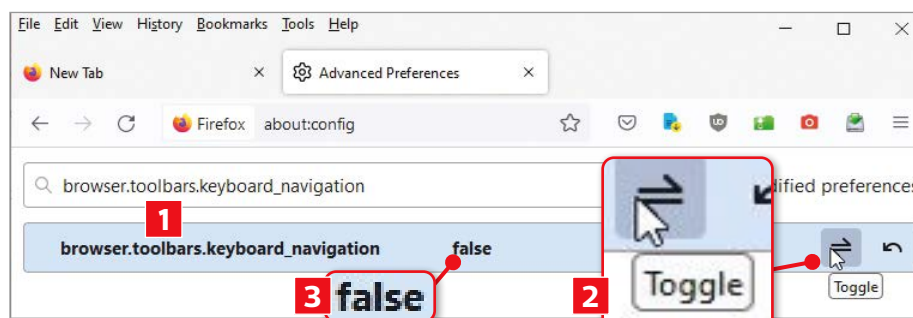 File Edit View History Bookmarks Tools Help
New Tab
Advanced Preferences
Firefox about:config
browser.toolbars.keyboard_navigation
ified preferences
1
browser.toolbars.keyboard_navigation false
3 false
2 Toggle
Toggle